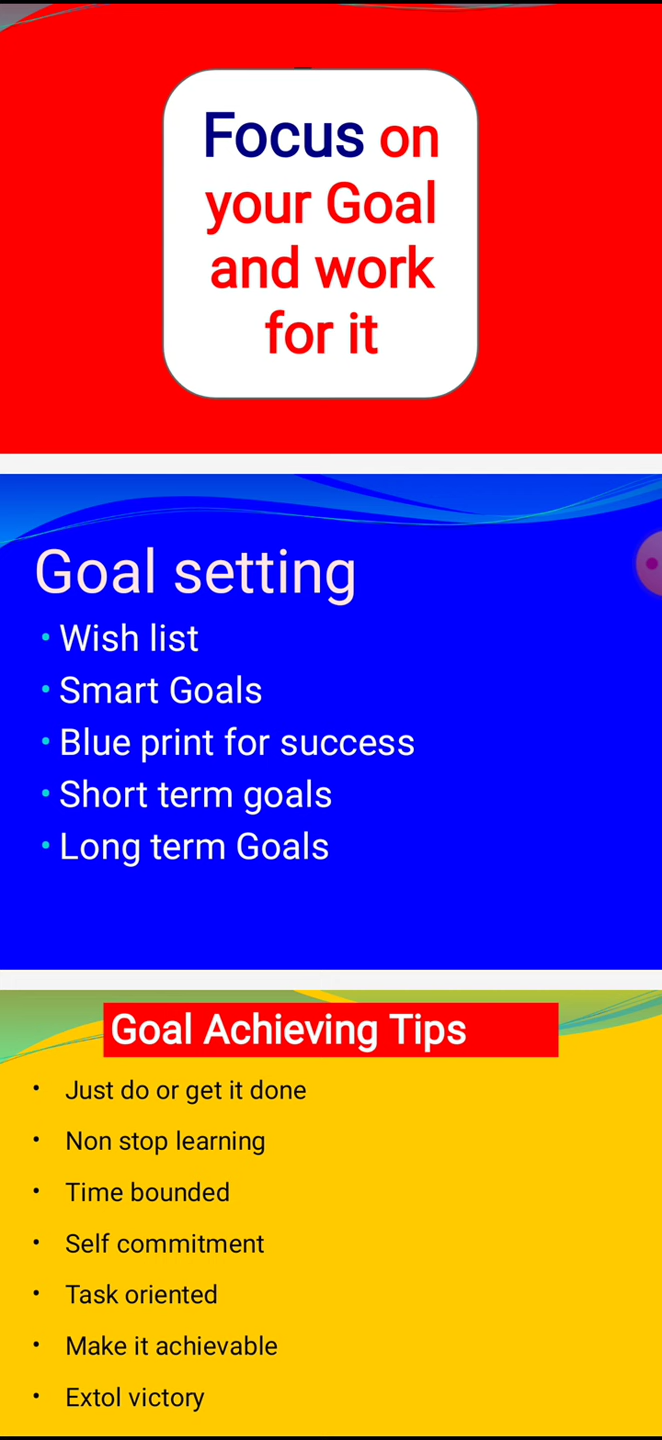 Focus on
your Goal
and work
for it
Goal setting
• Wish list
• Smart Goals
• Blue print for success
• Short term goals
• Long term Goals
Goal Achieving Tips
• Just do or get it done
• Non stop learning
• Time bounded
• Self commitment
• Task oriented
• Make it achievable
• Extol victory